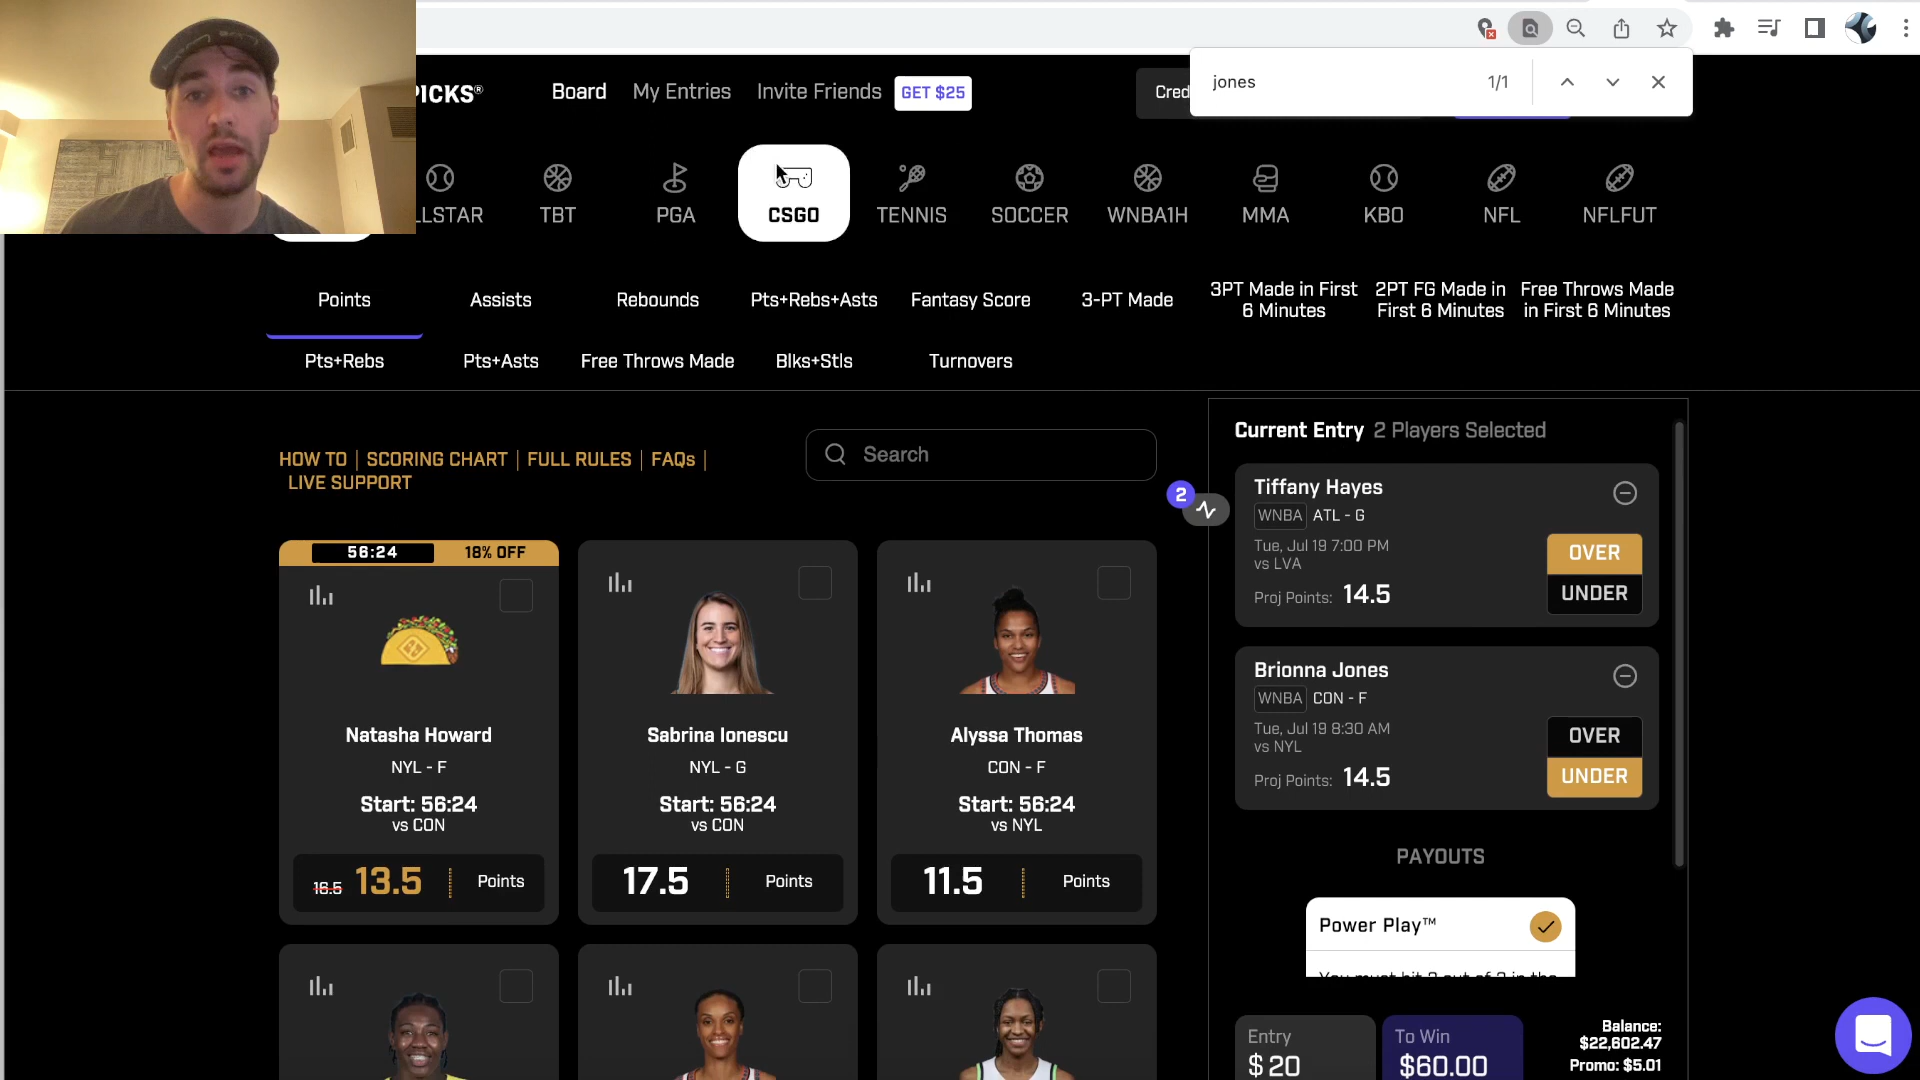 jones
1/1
PICKS®
Board
My Entries
Invite Friends
GET $25
Cred
LLSTAR
TBT
PGA
CSGO
TENNIS
SOCCER
WNBA1H
MMA
KBO
NFL
NFLFUT
Points
Assists
Rebounds
Pts+Rebs+Asts
Fantasy Score
3-PT Made
3PT Made in First
6 Minutes
2PT FG Made in
First 6 Minutes
Free Throws Made
in First 6 Minutes
Pts+Rebs
Pts+Asts
Free Throws Made
Blks+Stls
Turnovers
HOW TO | SCORING CHART | FULL RULES | FAQs |
LIVE SUPPORT
Search
56:24
18% OFF
Natasha Howard
NYL - F
Start: 56:24
vs CON
16.5 13.5 Points
Sabrina Ionescu
NYL - G
Start: 56:24
vs CON
17.5 Points
Alyssa Thomas
CON - F
Start: 56:24
vs NYL
11.5 Points
2
Current Entry 2 Players Selected
Tiffany Hayes
WNBA ATL - G
Tue, Jul 19 7:00 PM
vs LVA
Proj Points: 14.5
OVER
UNDER
Brionna Jones
WNBA CON - F
Tue, Jul 19 8:30 AM
vs NYL
Proj Points: 14.5
OVER
UNDER
PAYOUTS
Power Play™
You must hit 2 out of 2 in the
Entry
$20
To Win
$60.00
Balance:
$22,602.47
Promo: $5.01